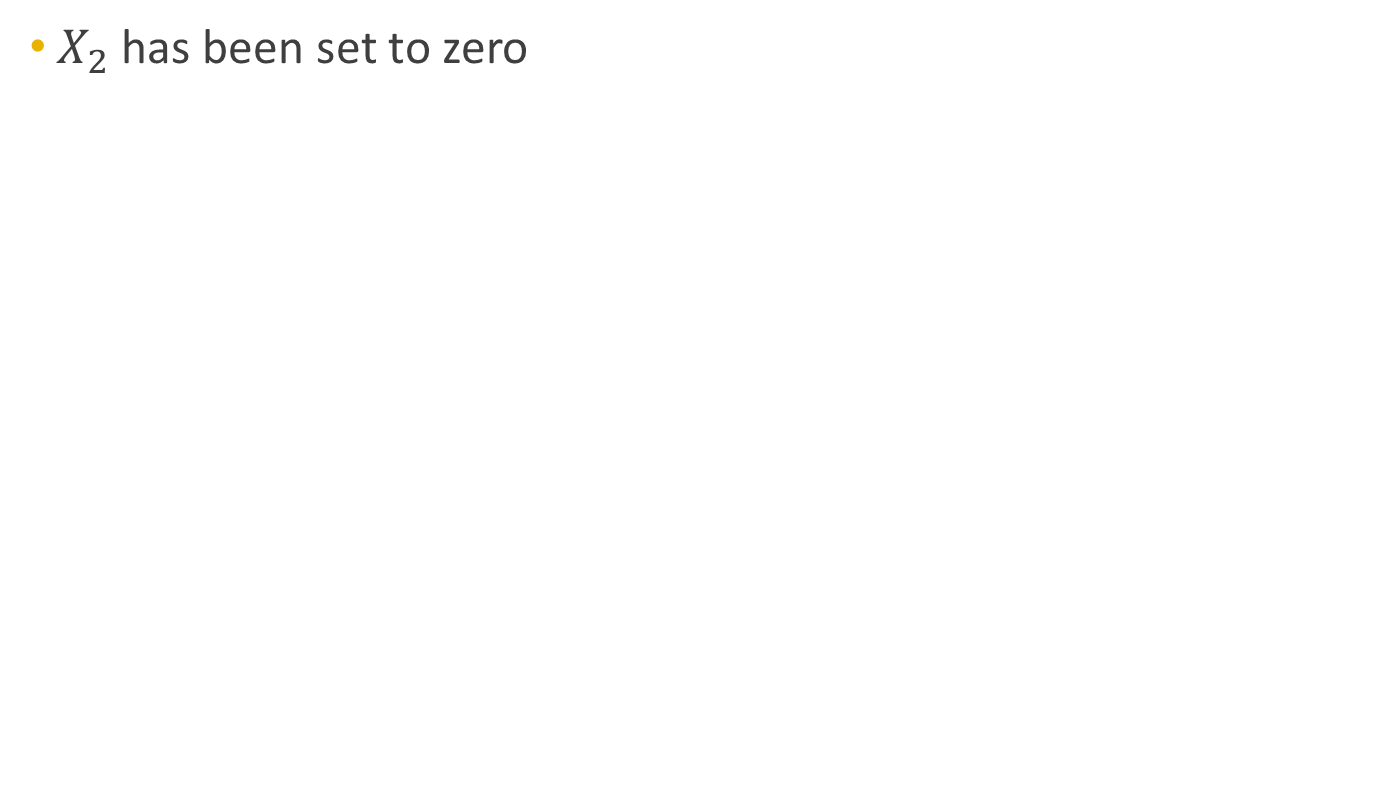 • X₂ has been set to zero